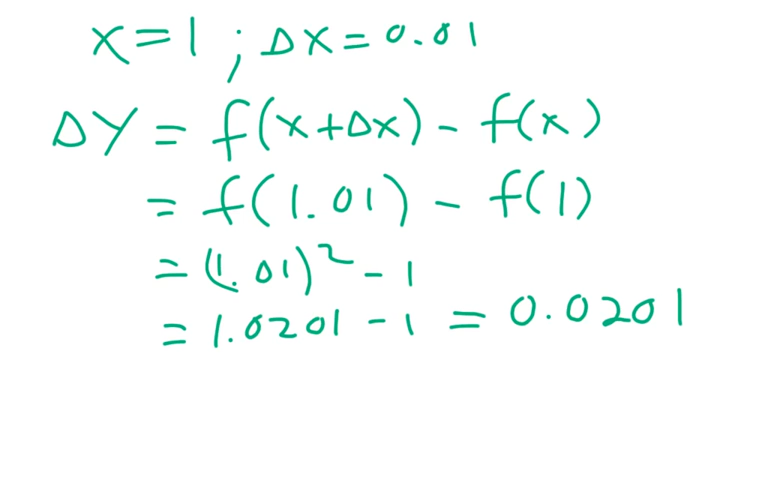 x=1 ; Δx=0.01
ΔY = f(x+Δx) - f(x)
= f(1.01) - f(1)
= (1.01)² - 1
= 1.0201 - 1 = 0.0201